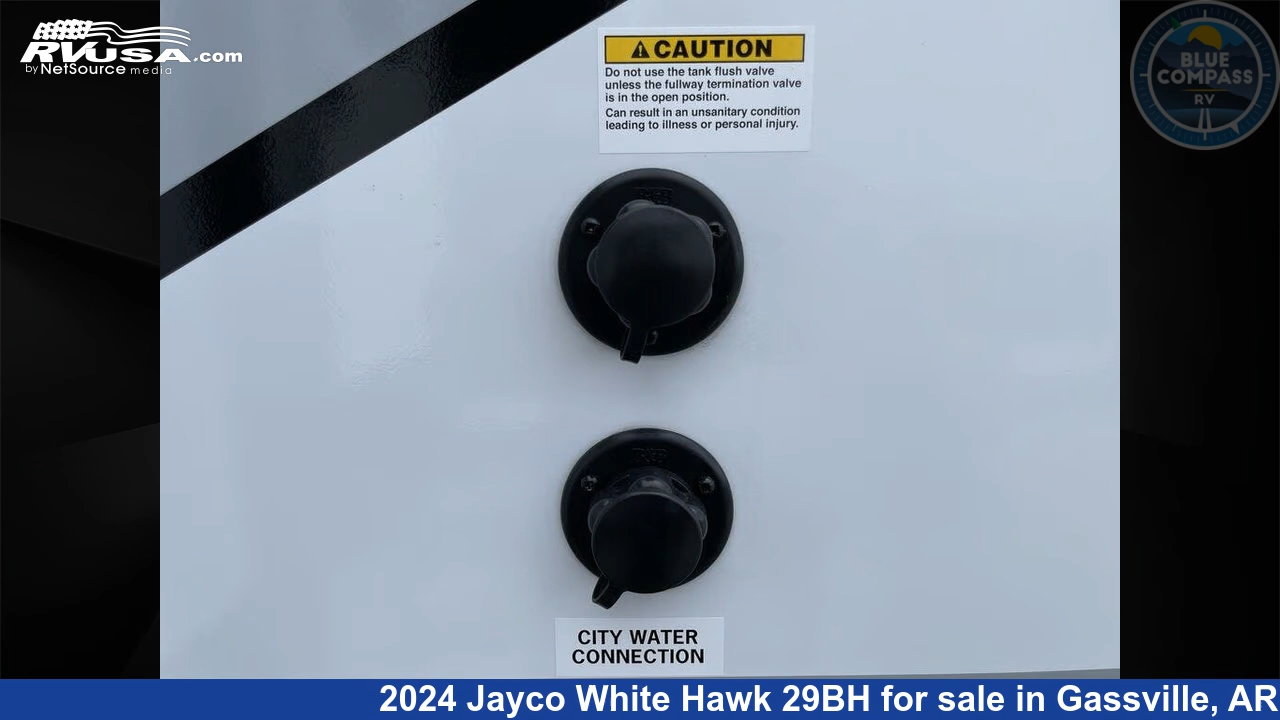 RVUSA.com
by NetSource media
BLUE
COMPASS
RV
CAUTION
Do not use the tank flush valve
unless the fullway termination valve
is in the open position.
Can result in an unsanitary condition
leading to illness or personal injury.
CITY WATER
CONNECTION
2024 Jayco White Hawk 29BH for sale in Gassville, AR